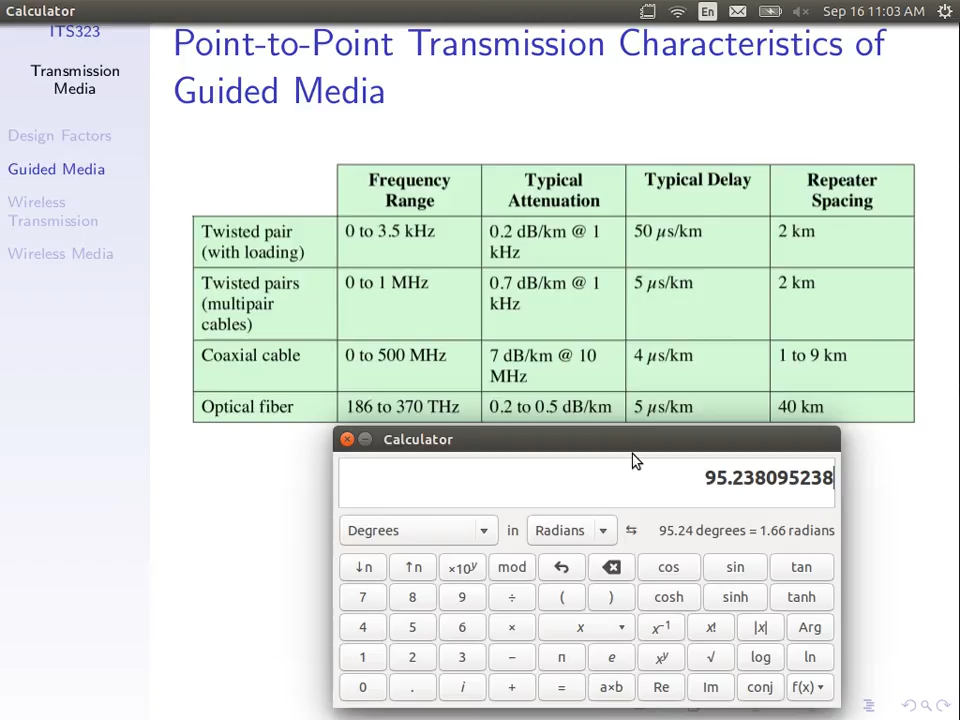 Calculator
En
Sep 16 11:03 AM
ITS323
Transmission
Media
Design Factors
Guided Media
Wireless
Transmission
Wireless Media
Point-to-Point Transmission Characteristics of
Guided Media
Frequency Range
Typical Attenuation
Typical Delay
Repeater Spacing
Twisted pair (with loading)
0 to 3.5 kHz
0.2 dB/km @ 1 kHz
50 µs/km
2 km
Twisted pairs (multipair cables)
0 to 1 MHz
0.7 dB/km @ 1 kHz
5 µs/km
2 km
Coaxial cable
0 to 500 MHz
7 dB/km @ 10 MHz
4 µs/km
1 to 9 km
Optical fiber
186 to 370 THz
0.2 to 0.5 dB/km
5 µs/km
40 km
Calculator
95.238095238
Degrees in Radians ⇆ 95.24 degrees = 1.66 radians
↓n ↑n ×10ʸ mod cos sin tan
7 8 9 ÷ ( ) cosh sinh tanh
4 5 6 × x x⁻¹ x! |x| Arg
1 2 3 − π e xʸ √ log ln
0 . i + = a×b Re Im conj f(x)